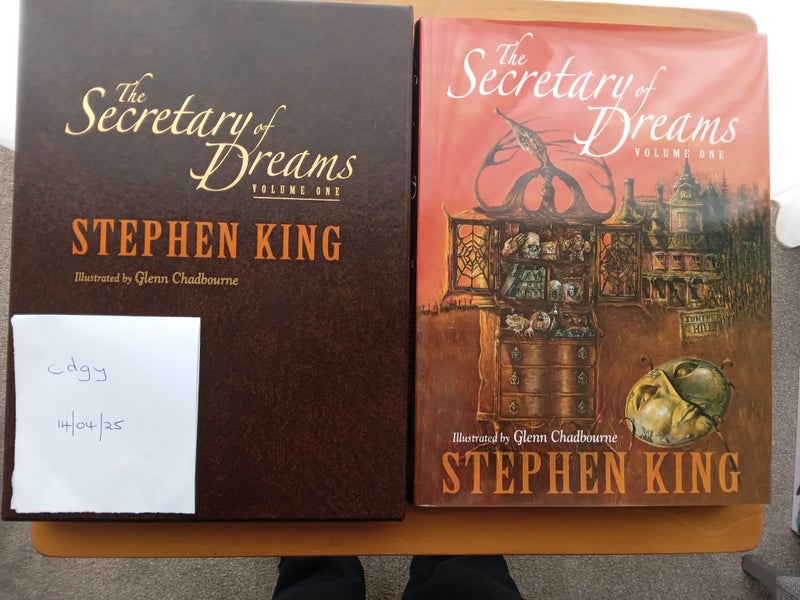 The
Secretary of
Dreams
VOLUME ONE
STEPHEN KING
Illustrated by Glenn Chadbourne
cdgy
14/04/25
The
Secretary of
Dreams
VOLUME ONE
JUNIPER
HILL
Illustrated by Glenn Chadbourne
STEPHEN KING